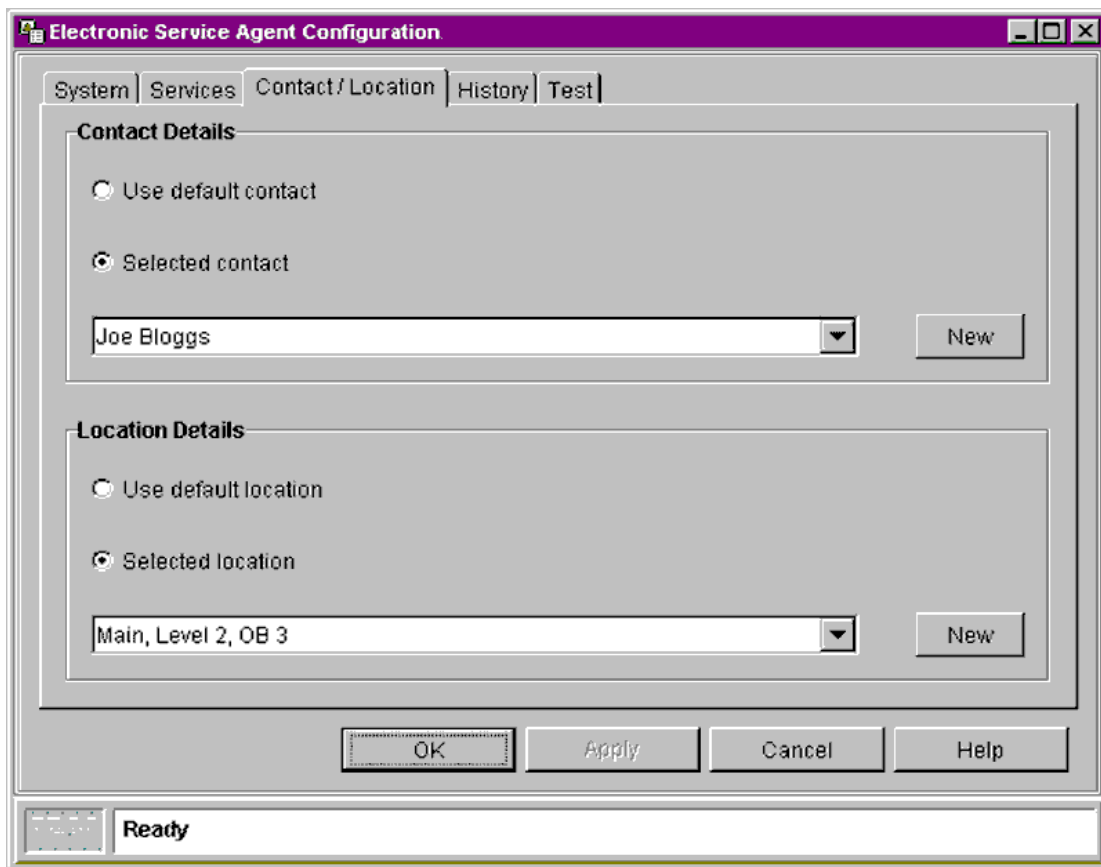 Electronic Service Agent Configuration
System Services Contact / Location History Test
Contact Details
Use default contact
Selected contact
Joe Bloggs New
Location Details
Use default location
Selected location
Main, Level 2, OB 3 New
OK Apply Cancel Help
Ready